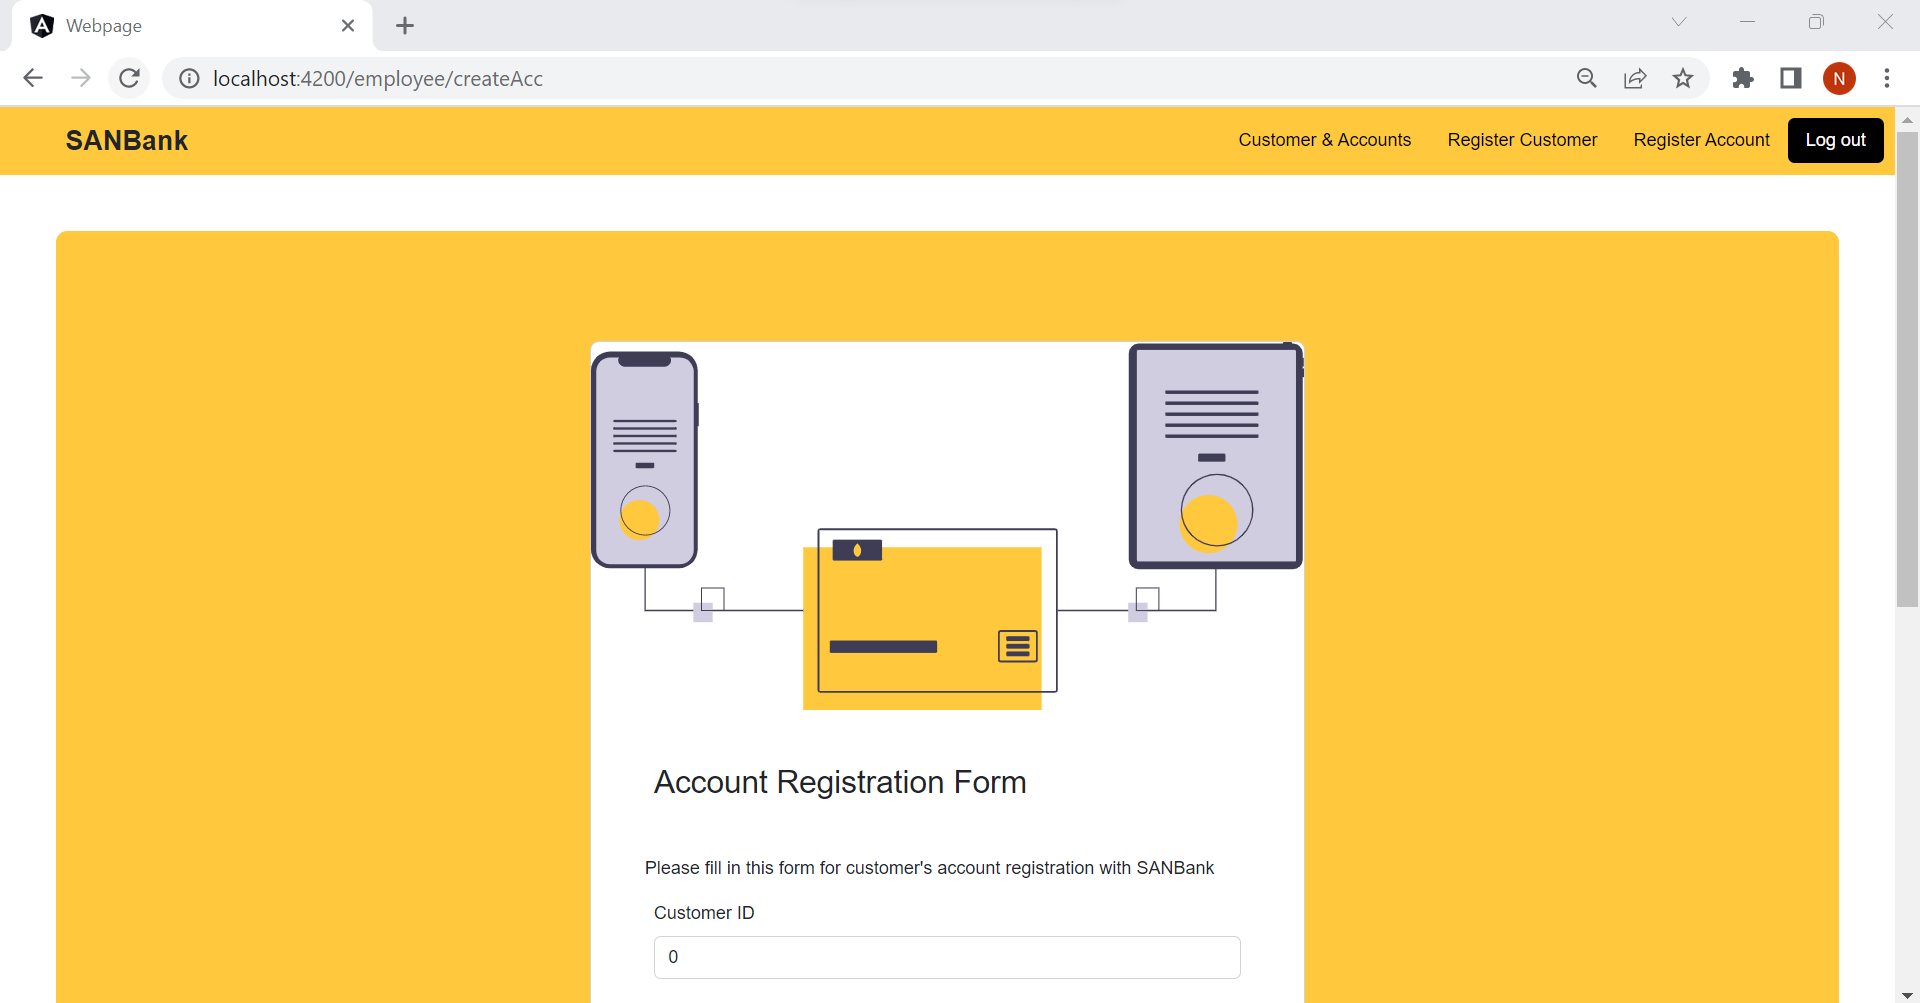 Webpage
localhost:4200/employee/createAcc
N
SANBank
Customer & Accounts
Register Customer
Register Account
Log out
Account Registration Form
Please fill in this form for customer's account registration with SANBank
Customer ID
0